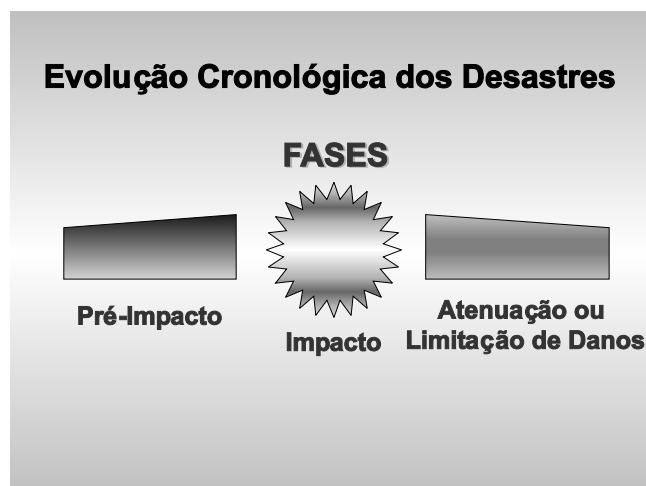 Evolução Cronológica dos Desastres
FASES
Pré-Impacto
Impacto
Atenuação ou
Limitação de Danos